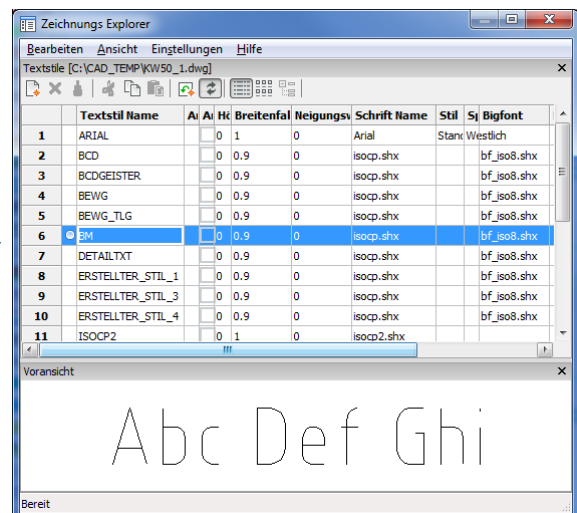 Zeichnungs Explorer
Bearbeiten Ansicht Einstellungen Hilfe
Textstile [C:\CAD_TEMP\KW50_1.dwg]
Textstil Name Ar Ar Hö Breitenfal Neigungsv Schrift Name Stil Sp Bigfont
1 ARIAL 0 1 0 Arial Stanc Westlich
2 BCD 0 0.9 0 isocp.shx bf_iso8.shx
3 BCDGEISTER 0 0.9 0 isocp.shx bf_iso8.shx
4 BEWG 0 0.9 0 isocp.shx bf_iso8.shx
5 BEWG_TLG 0 0.9 0 isocp.shx bf_iso8.shx
6 BM 0 0.9 0 isocp.shx bf_iso8.shx
7 DETAILTXT 0 0.9 0 isocp.shx bf_iso8.shx
8 ERSTELLTER_STIL_1 0 0.9 0 isocp.shx bf_iso8.shx
9 ERSTELLTER_STIL_3 0 0.9 0 isocp.shx bf_iso8.shx
10 ERSTELLTER_STIL_4 0 0.9 0 isocp.shx bf_iso8.shx
11 ISOCP2 0 1 0 isocp2.shx
Voransicht
Abc Def Ghi
Bereit